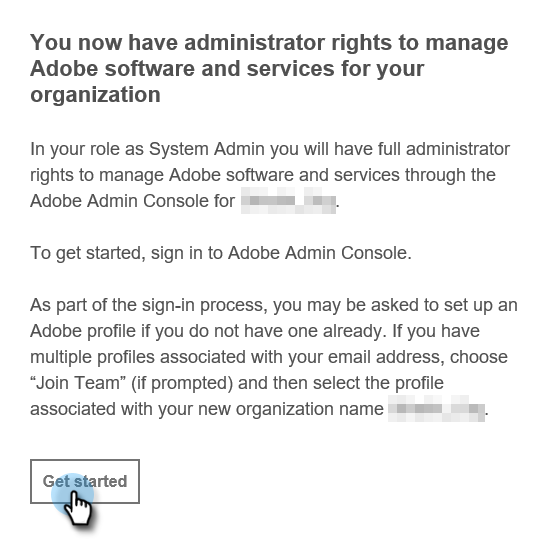 You now have administrator rights to manage
Adobe software and services for your
organization
In your role as System Admin you will have full administrator
rights to manage Adobe software and services through the
Adobe Admin Console for .
To get started, sign in to Adobe Admin Console.
As part of the sign-in process, you may be asked to set up an
Adobe profile if you do not have one already. If you have
multiple profiles associated with your email address, choose
“Join Team” (if prompted) and then select the profile
associated with your new organization name .
Get started